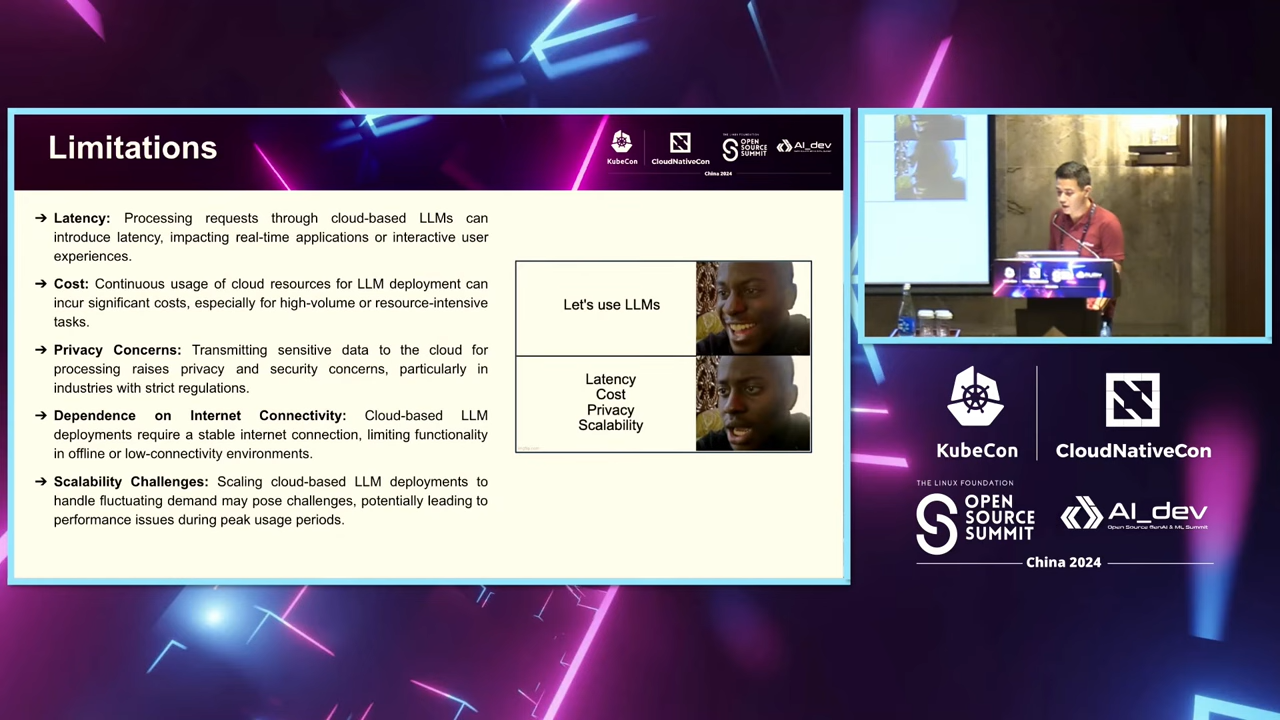 Limitations
KubeCon
CloudNativeCon
THE LINUX FOUNDATION
OPEN
SOURCE
SUMMIT
AI_dev
China 2024
➔ Latency: Processing requests through cloud-based LLMs can
introduce latency, impacting real-time applications or interactive user
experiences.
➔ Cost: Continuous usage of cloud resources for LLM deployment can
incur significant costs, especially for high-volume or resource-intensive
tasks.
➔ Privacy Concerns: Transmitting sensitive data to the cloud for
processing raises privacy and security concerns, particularly in
industries with strict regulations.
➔ Dependence on Internet Connectivity: Cloud-based LLM
deployments require a stable internet connection, limiting functionality
in offline or low-connectivity environments.
➔ Scalability Challenges: Scaling cloud-based LLM deployments to
handle fluctuating demand may pose challenges, potentially leading to
performance issues during peak usage periods.
Let's use LLMs
Latency
Cost
Privacy
Scalability
KubeCon
CloudNativeCon
THE LINUX FOUNDATION
OPEN
SOURCE
SUMMIT
AI_dev
Open Source GenAI & ML Summit
China 2024